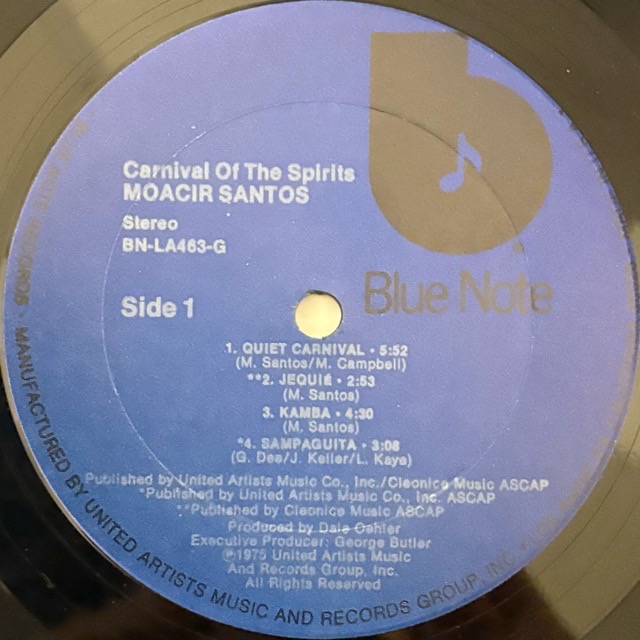 Carnival Of The Spirits
MOACIR SANTOS
Stereo
BN-LA463-G
Side 1
b
Blue Note
1. QUIET CARNIVAL • 5:52
(M. Santos/M. Campbell)
**2. JEQUIÉ • 2:53
(M. Santos)
3. KAMBA • 4:30
(M. Santos)
*4. SAMPAGUITA • 3:08
(G. Dee/J. Keller/L. Kaye)
Published by United Artists Music Co., Inc./Cleonice Music ASCAP
*Published by United Artists Music Co., Inc. ASCAP
**Published by Cleonice Music ASCAP
Produced by Dale Oehler
Executive Producer: George Butler
℗1975 United Artists Music
And Records Group, Inc.
All Rights Reserved
RECORDS • MANUFACTURED BY UNITED ARTISTS MUSIC AND RECORDS GROUP, INC. •